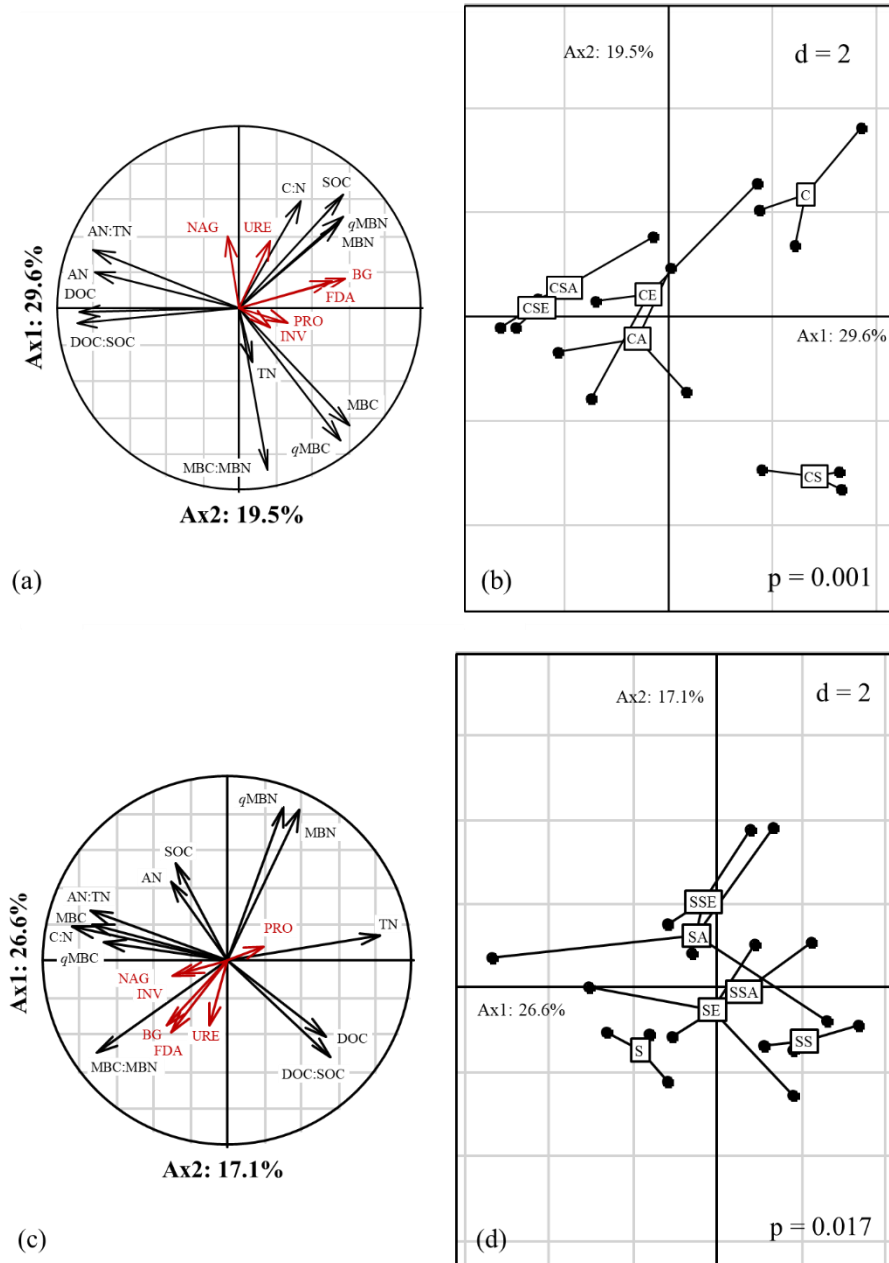 Ax2: 19.5%
d = 2
C:N
SOC
C
AN:TN
NAG
URE
qMBN
MBN
AN
BG
CSA
CE
DOC
FDA
CSE
Ax1: 29.6%
PRO
DOC:SOC
INV
CA
Ax1: 29.6%
TN
MBC
qMBC
MBC:MBN
CS
Ax2: 19.5%
(a)
(b)
p = 0.001
Ax2: 17.1%
d = 2
qMBN
MBN
SOC
AN
AN:TN
SSE
MBC
PRO
TN
C:N
SA
qMBC
Ax1: 26.6%
NAG
SSA
INV
Ax1: 26.6%
SE
BG
URE
DOC
FDA
SS
S
MBC:MBN
DOC:SOC
Ax2: 17.1%
(c)
(d)
p = 0.017